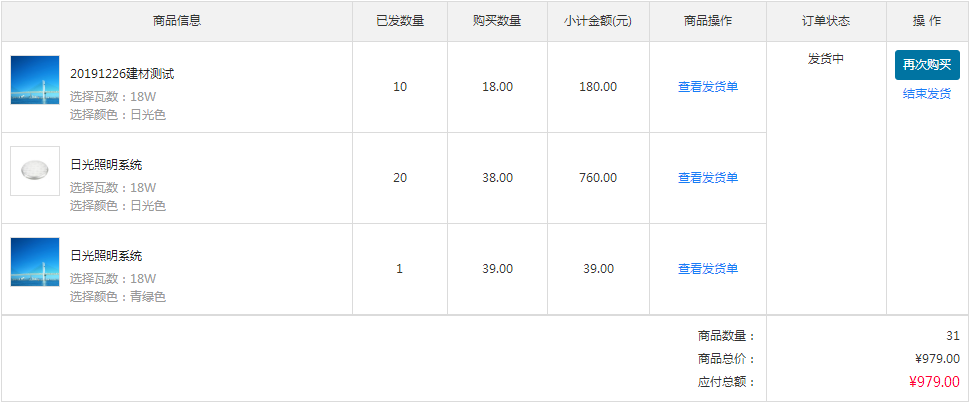 商品信息 已发数量 购买数量 小计金额(元) 商品操作 订单状态 操 作
20191226建材测试
选择瓦数：18W
选择颜色：日光色
10 18.00 180.00 查看发货单
发货中
再次购买
结束发货
日光照明系统
选择瓦数：18W
选择颜色：日光色
20 38.00 760.00 查看发货单
日光照明系统
选择瓦数：18W
选择颜色：青绿色
1 39.00 39.00 查看发货单
商品数量： 31
商品总价： ¥979.00
应付总额： ¥979.00